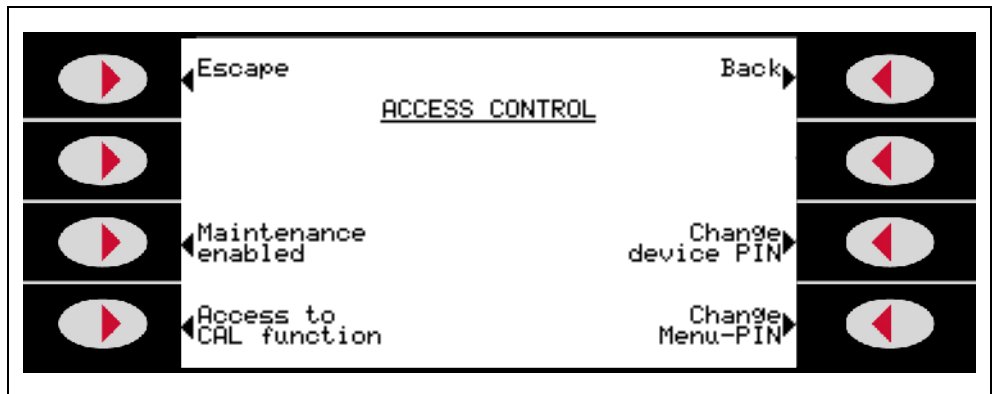 Escape
Back
ACCESS CONTROL
Maintenance
enabled
Change
device PIN
Access to
CAL function
Change
Menu-PIN